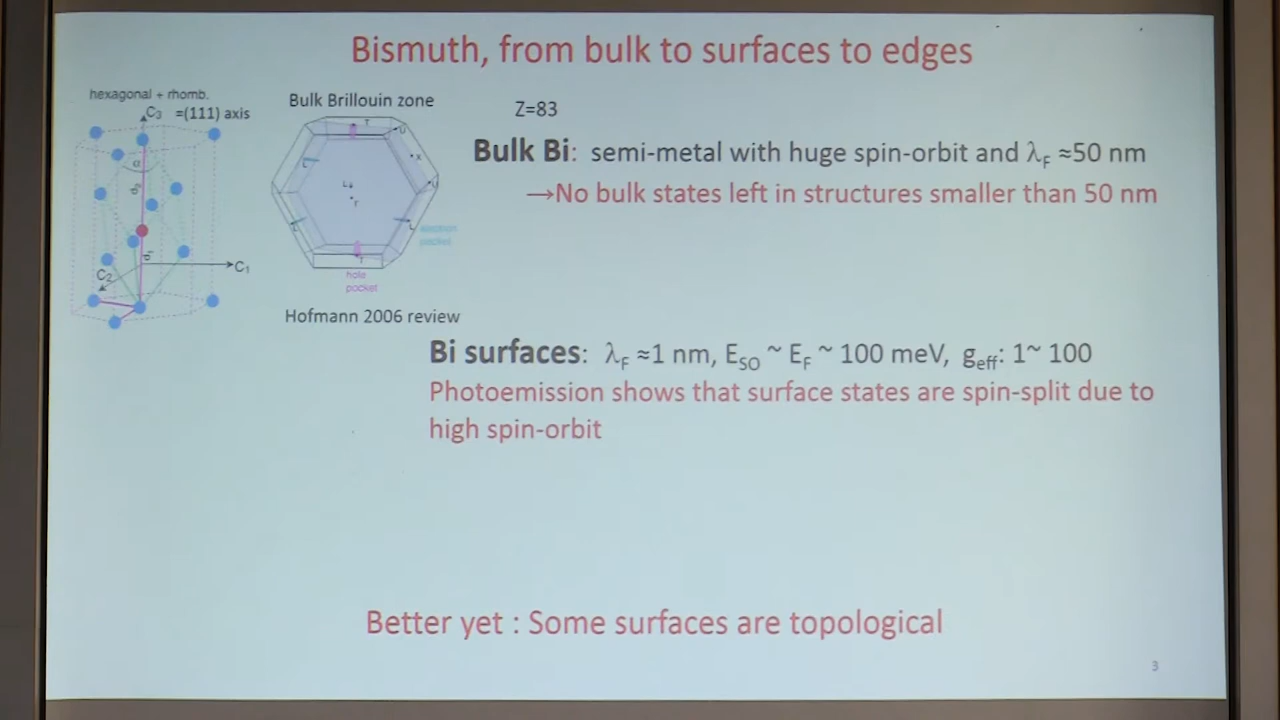 Bismuth, from bulk to surfaces to edges
hexagonal + rhomb.
C₃ =(111) axis
Bulk Brillouin zone
Z=83
Bulk Bi: semi-metal with huge spin-orbit and λF ≈50 nm
→No bulk states left in structures smaller than 50 nm
α
C₂
C₁
T
U
X
L
Γ
hole
pocket
Hofmann 2006 review
Bi surfaces: λF ≈1 nm, ESO ~ EF ~ 100 meV, geff: 1~ 100
Photoemission shows that surface states are spin-split due to
high spin-orbit
Better yet : Some surfaces are topological
3